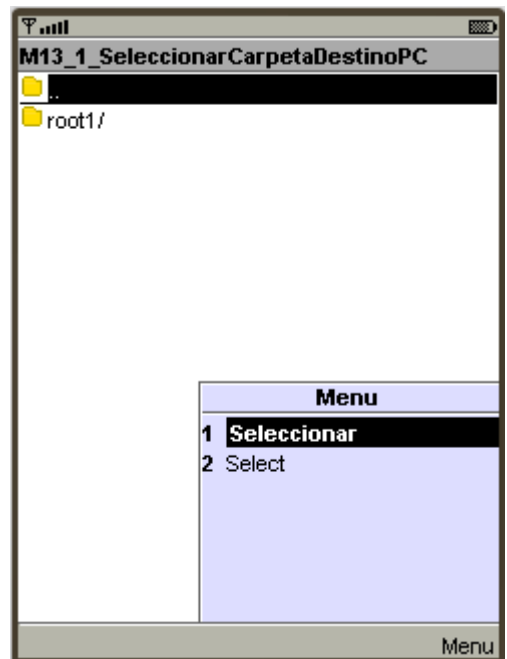 M13_1_SeleccionarCarpetaDestinoPC
..
root1/
Menu
1 Seleccionar
2 Select
Menu